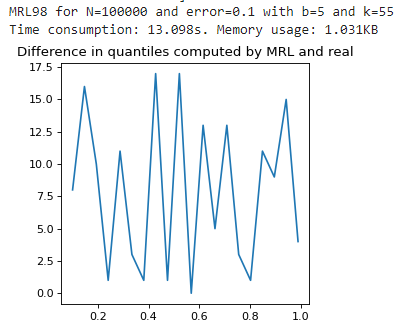 MRL98 for N=100000 and error=0.1 with b=5 and k=55
Time consumption: 13.098s. Memory usage: 1.031KB
Difference in quantiles computed by MRL and real
17.5
15.0
12.5
10.0
7.5
5.0
2.5
0.0
0.2 0.4 0.6 0.8 1.0